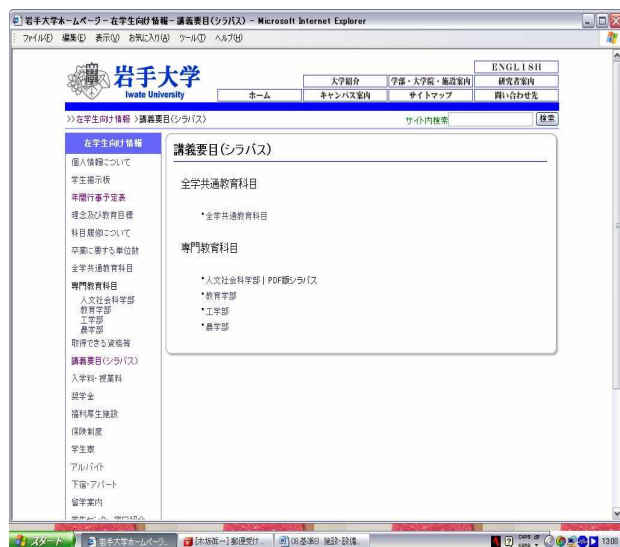 岩手大学ホームページ - 在学生向け情報 - 講義要目(シラバス) - Microsoft Internet Explorer
ファイル(F) 編集(E) 表示(V) お気に入り(A) ツール(T) ヘルプ(H)
岩手大学
Iwate University
ENGLISH
大学紹介 学部・大学院・施設案内 研究者案内
ホーム キャンパス案内 サイトマップ 問い合わせ先
>>在学生向け情報 >講義要目(シラバス)
サイト内検索 検索
在学生向け情報
個人情報について
学生掲示板
年間行事予定表
理念及び教育目標
科目履修について
卒業に要する単位数
全学共通教育科目
専門教育科目
人文社会科学部
教育学部
工学部
農学部
取得できる資格等
講義要目(シラバス)
入学料・授業料
奨学金
福利厚生施設
保険制度
学生寮
アルバイト
下宿・アパート
留学案内
講義要目(シラバス)
全学共通教育科目
・全学共通教育科目
専門教育科目
・人文社会科学部 | PDF版シラバス
・教育学部
・工学部
・農学部
スタート 岩手大学ホームページ... 郵便受け... 08基準8 施設・設備... 13:08